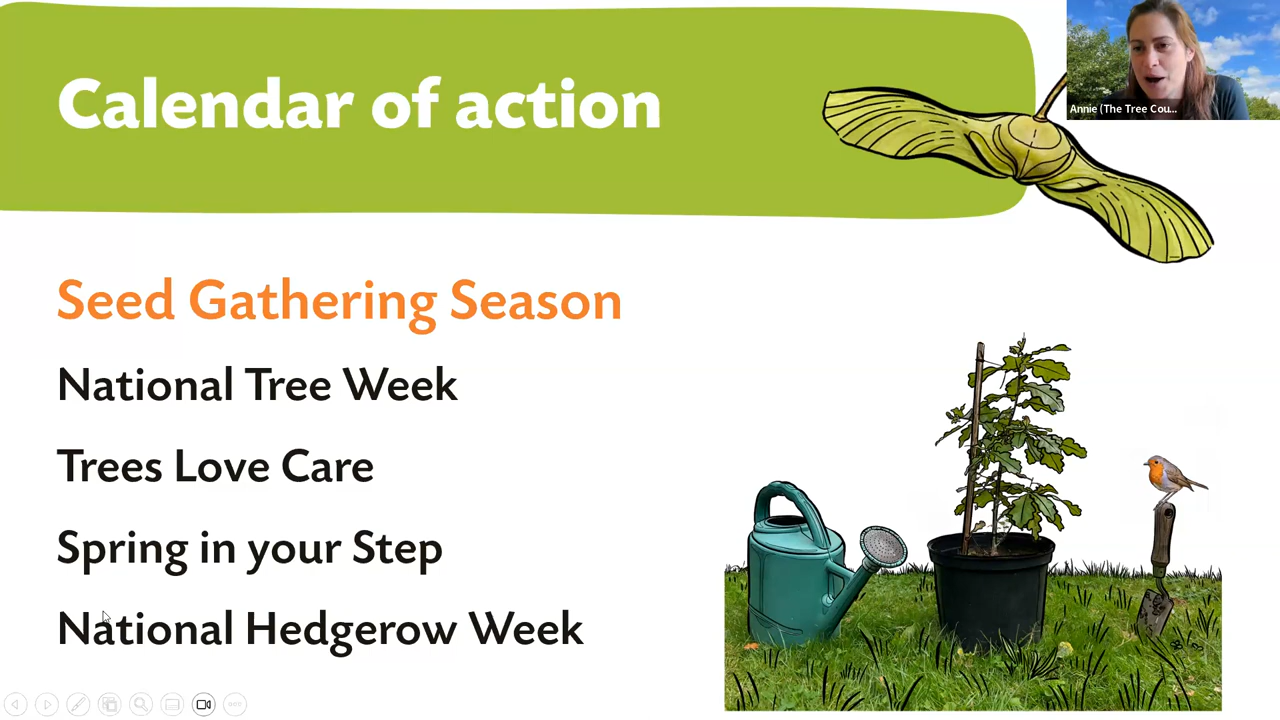 Calendar of action
Annie (The Tree Cou...
Seed Gathering Season
National Tree Week
Trees Love Care
Spring in your Step
National Hedgerow Week